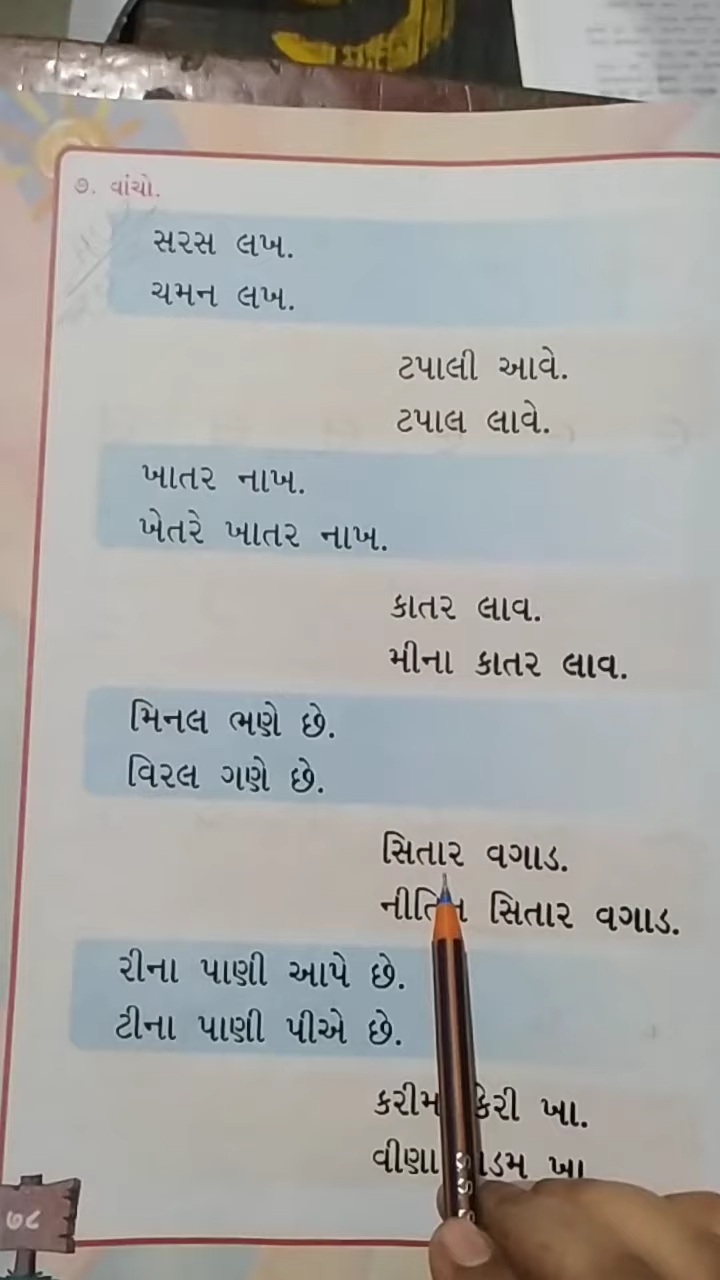 ૭. વાંચો.
સરસ લખ.
ચમન લખ.
ટપાલી આવે.
ટપાલ લાવે.
ખાતર નાખ.
ખેતરે ખાતર નાખ.
કાતર લાવ.
મીના કાતર લાવ.
મિનલ ભણે છે.
વિરલ ગણે છે.
સિતાર વગાડ.
સિતાર વગાડ.
રીના પાણી આપે છે.
ટીના પાણી પીએ છે.
કરીમ કેરી ખા.
વીણા ખા